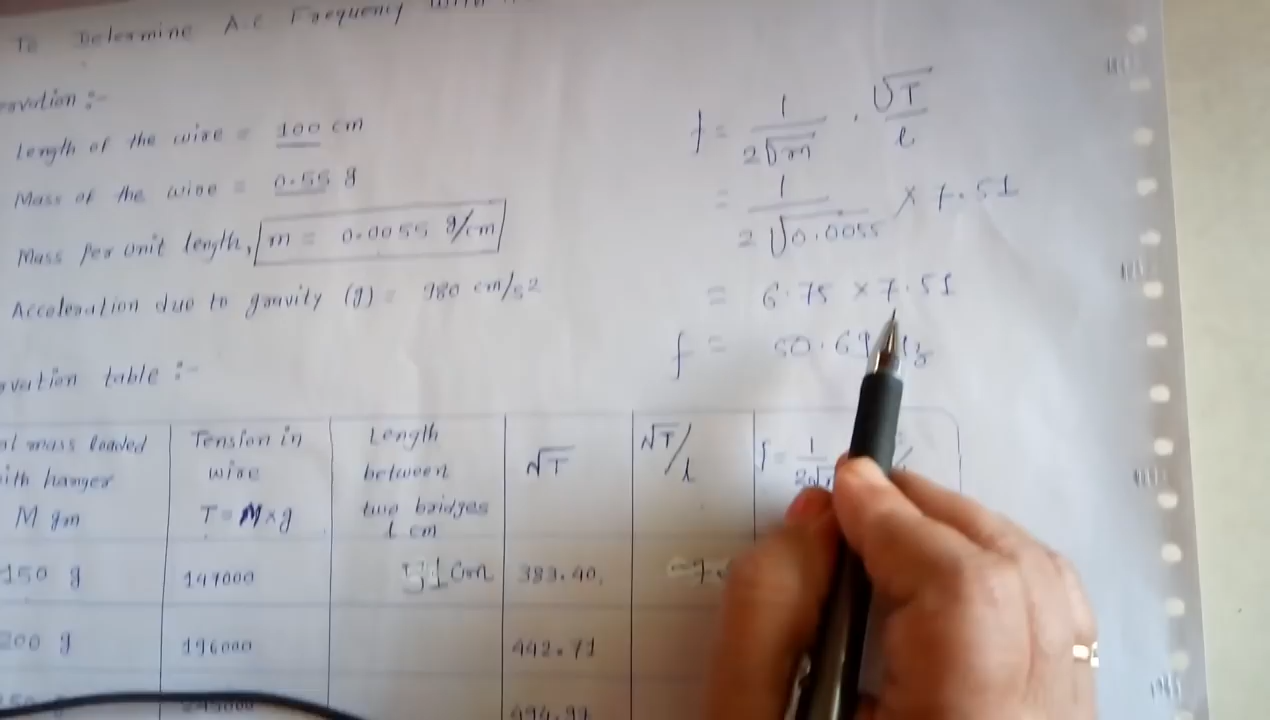 To Determine A.C Frequency
Length of the wire = 100 cm
Mass of the wire = 0.55 g
Mass per unit length, m = 0.0055 g/cm
Acceleration due to gravity (g) = 980 cm/s2
table :-
f = 1/2√m . √T/l
= 1/2√0.0055 × 7.51
= 6.75 × 7.51
f = 50.69
mass loaded
with hanger
M gm
Tension in
wire
T = M×g
Length
between
two bridges
l cm
√T
√T/l
150 g 147000 51 cm 383.40
200 g 196000 442.71